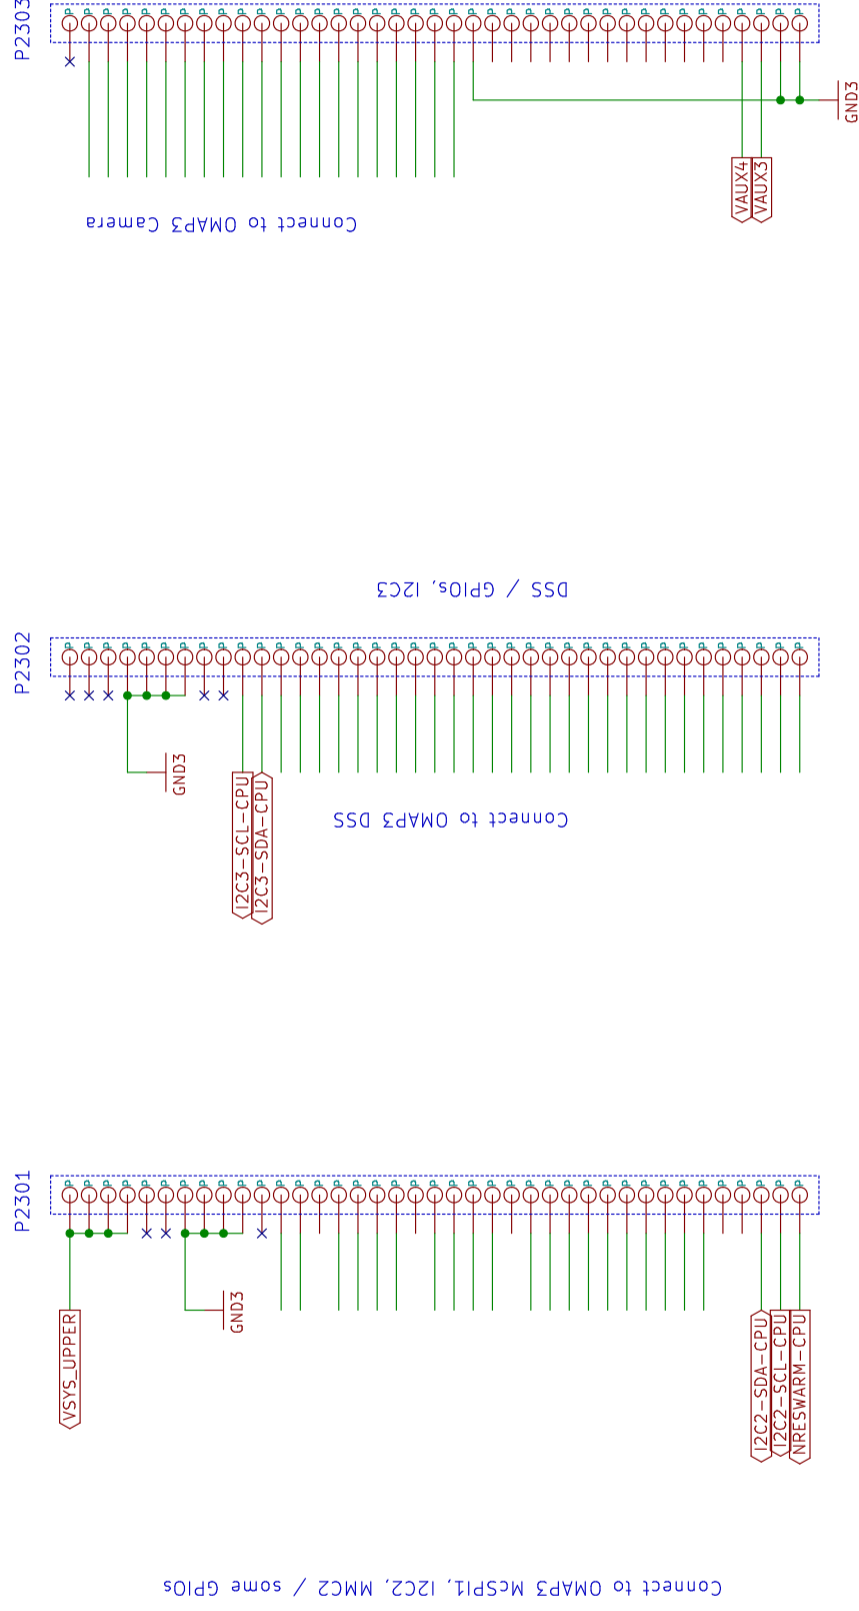 P2303
P P P P P P P P P P P P P P P P P P P P P P P P P P P P P P P P P P P P P P P
GND3
VAUX4
VAUX3
Connect to OMAP3 Camera
DSS / GPIOs, I2C3
P2302
P P P P P P P P P P P P P P P P P P P P P P P P P P P P P P P P P P P P P P P
GND3
I2C3-SCL-CPU
I2C3-SDA-CPU
Connect to OMAP3 DSS
P2301
P P P P P P P P P P P P P P P P P P P P P P P P P P P P P P P P P P P P P P P
GND3
VSYS_UPPER
I2C2-SDA-CPU
I2C2-SCL-CPU
NRESWARM-CPU
Connect to OMAP3 McSPI1, I2C2, MMC2 / some GPIOs